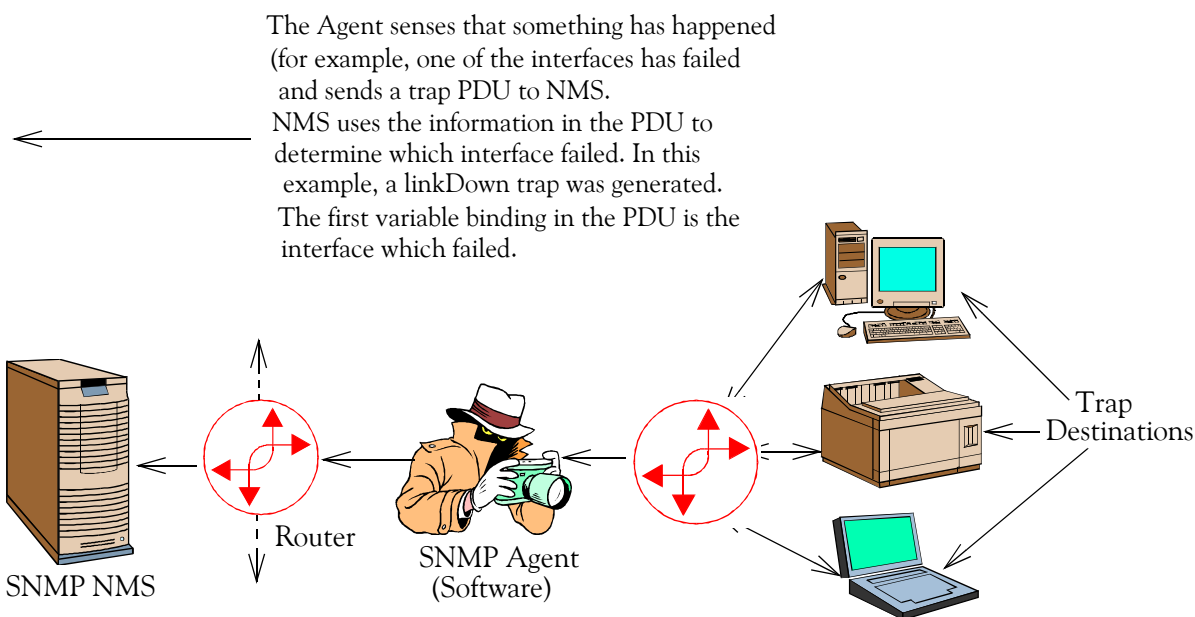 The Agent senses that something has happened
(for example, one of the interfaces has failed
and sends a trap PDU to NMS.
NMS uses the information in the PDU to
determine which interface failed. In this
example, a linkDown trap was generated.
The first variable binding in the PDU is the
interface which failed.
Trap
Destinations
Router
SNMP Agent
(Software)
SNMP NMS